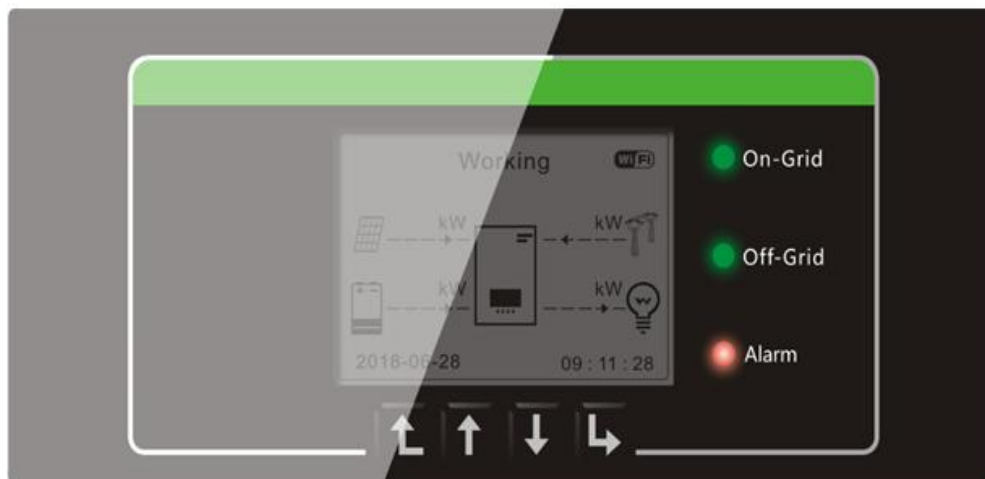 Working WiFi
kW kW
kW kW
2018-06-28 09 : 11 : 28
On-Grid
Off-Grid
Alarm